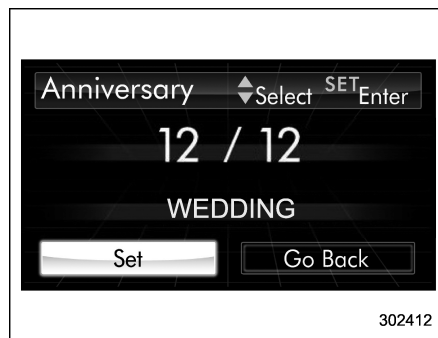 Anniversary Select SET Enter
12 / 12
WEDDING
Set Go Back
302412